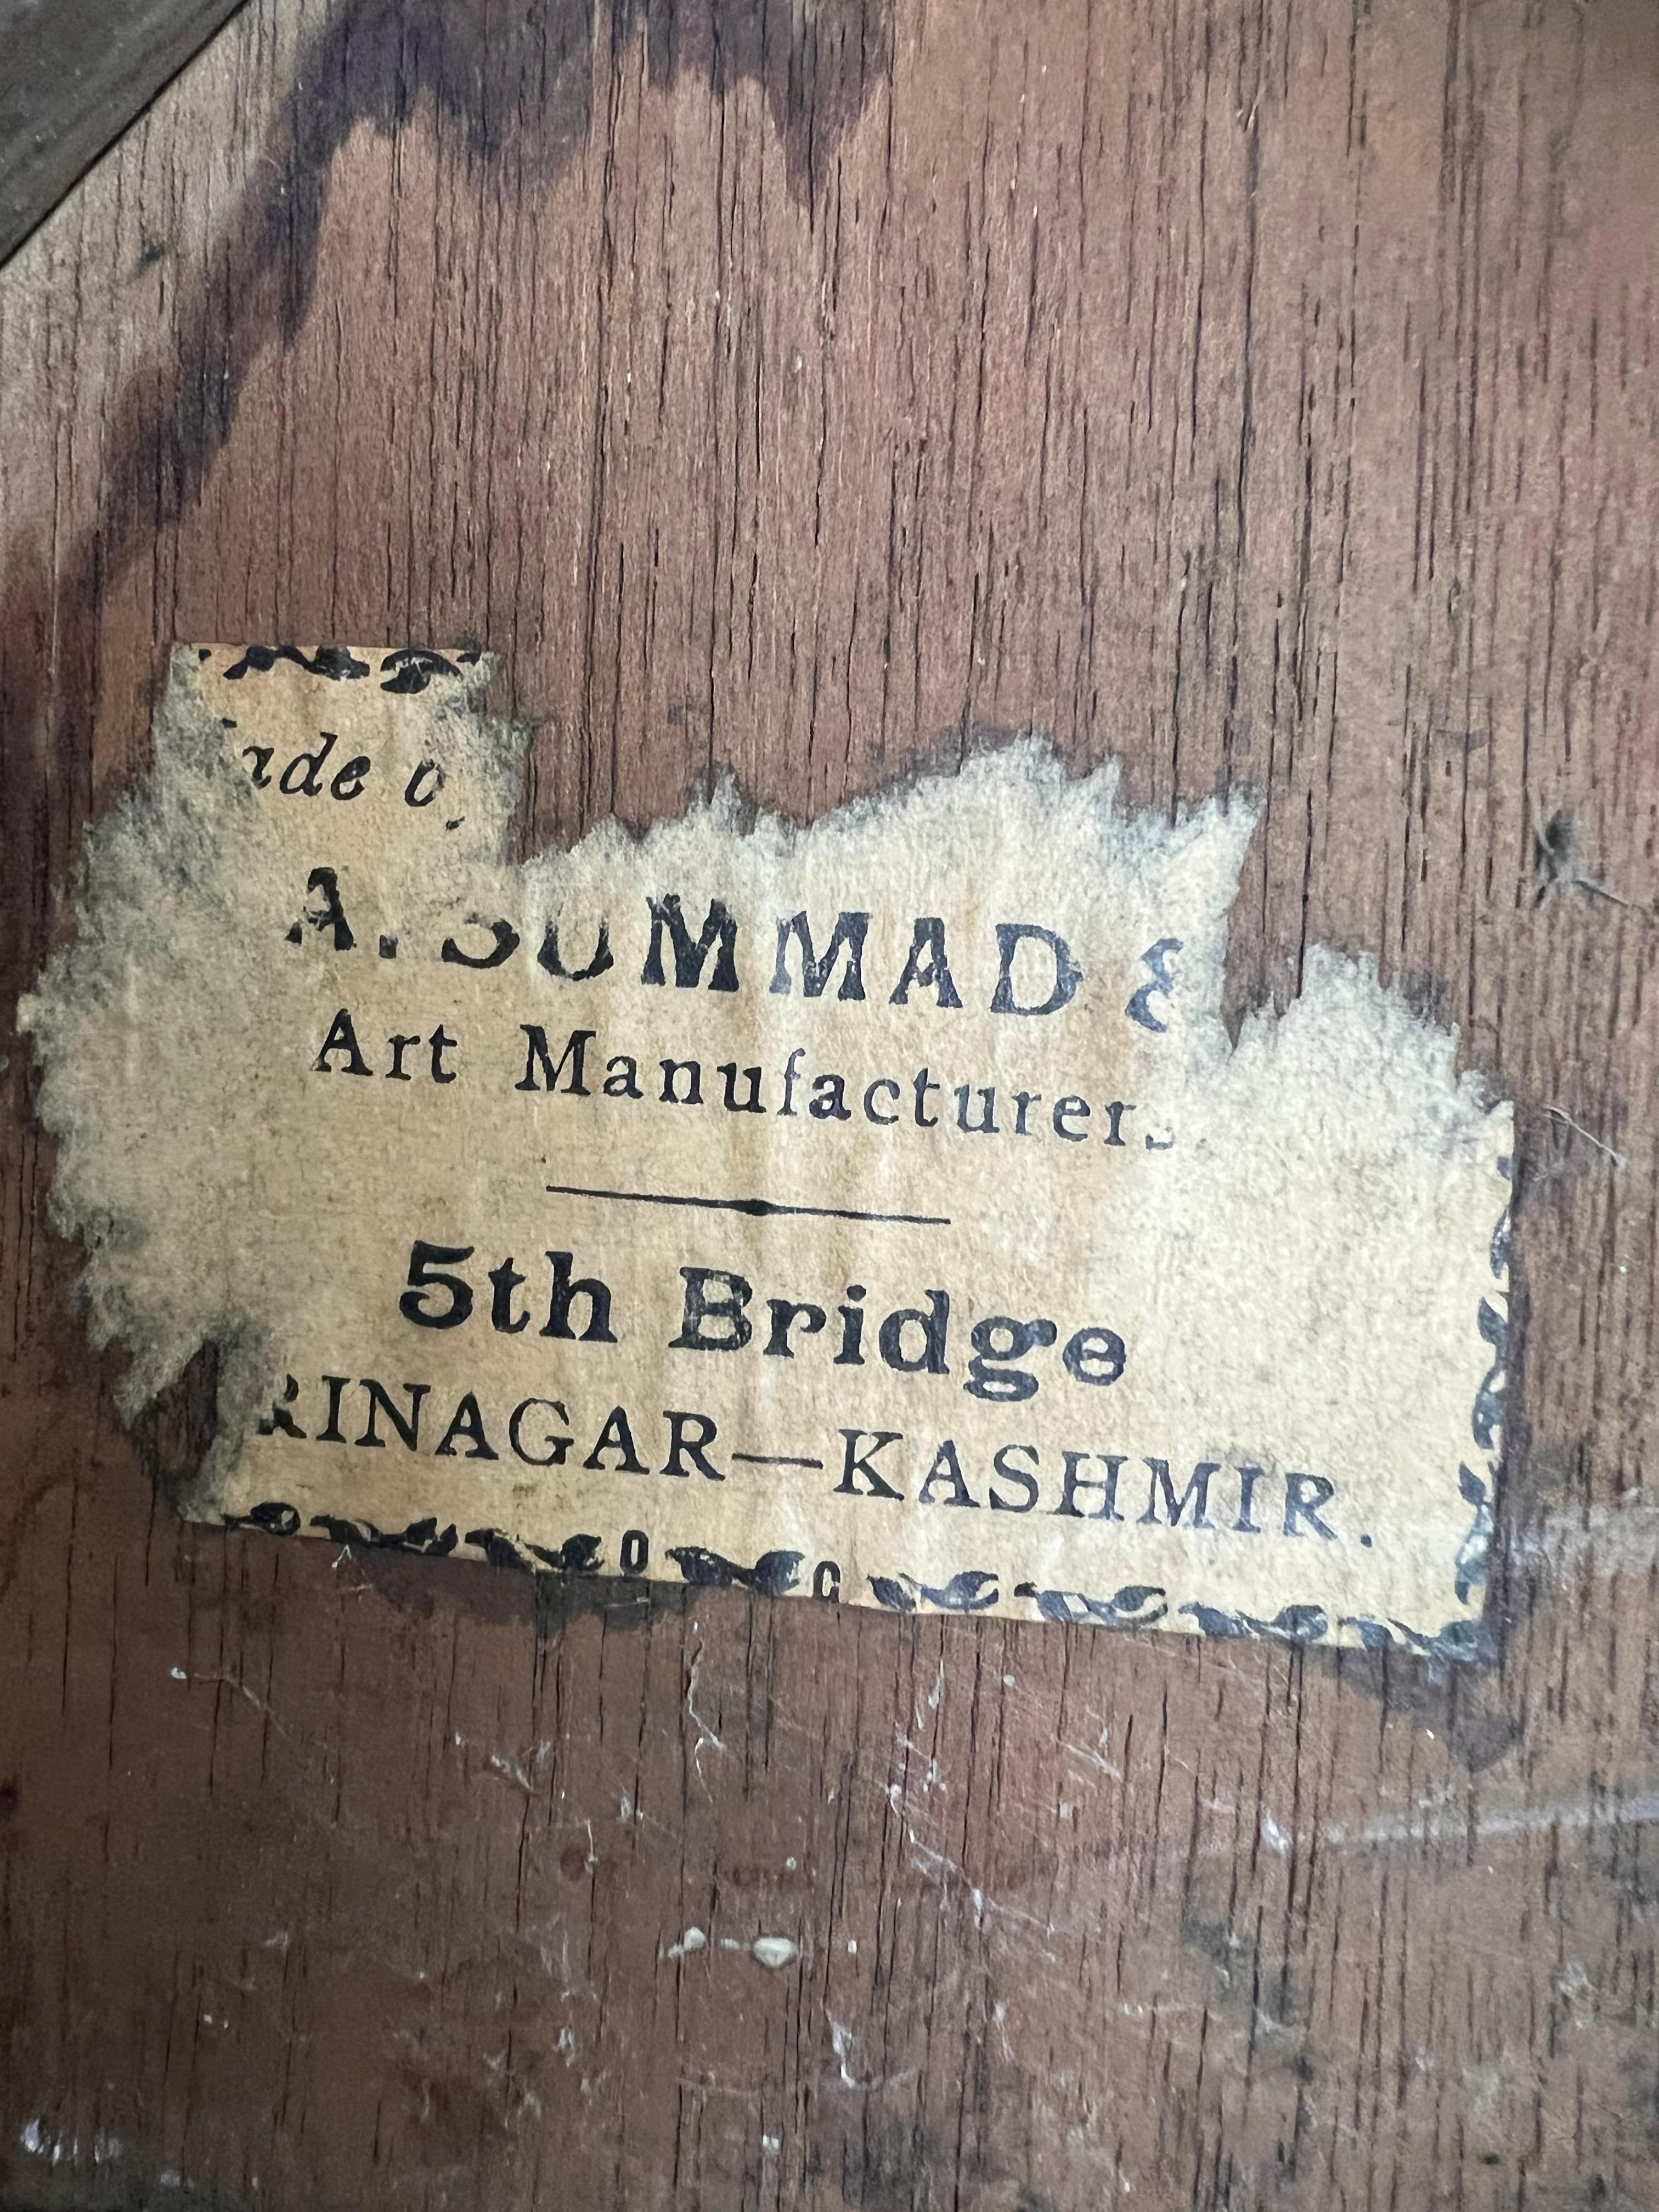 ade o
A. SUMMAD &
Art Manufacturers.
5th Bridge
RINAGAR—KASHMIR.